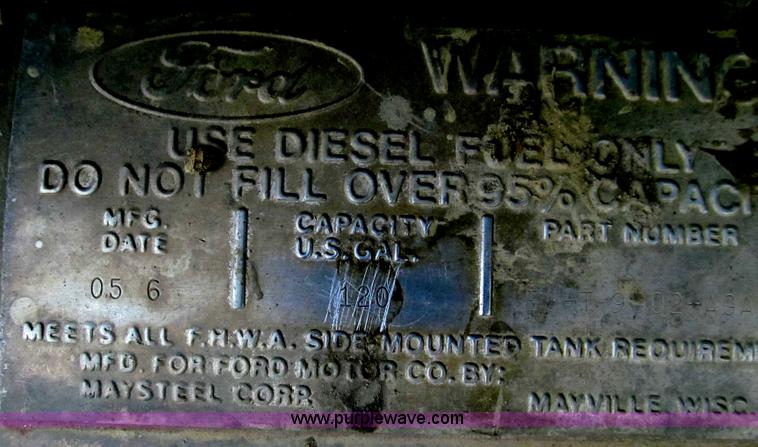 Ford WARNING
USE DIESEL FUEL ONLY
DO NOT FILL OVER 95% CAPACI
MFG. DATE CAPACITY U.S. GAL. PART NUMBER
05 6 120
MEETS ALL F.H.W.A. SIDE MOUNTED TANK REQUIREME
MFD. FOR FORD MOTOR CO. BY:
MAYSTEEL CORP. MAYVILLE, WISC.
www.purplewave.com